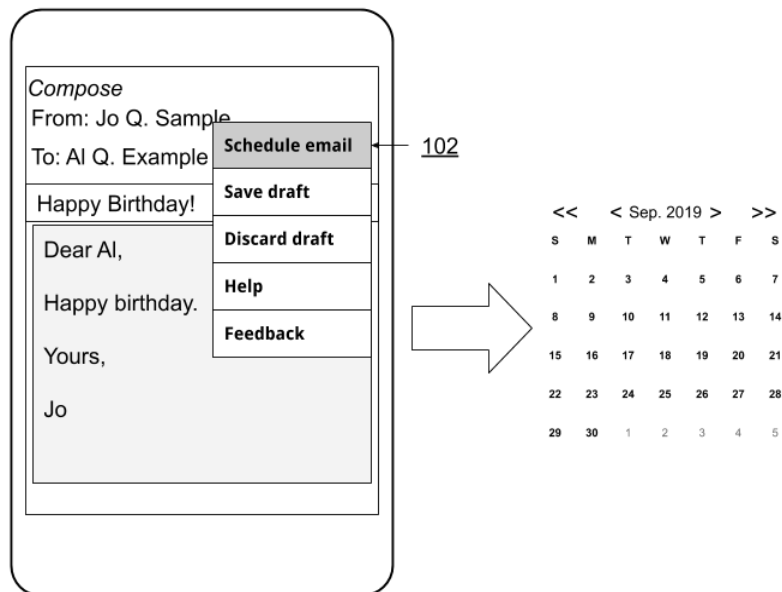 Compose
From: Jo Q. Sample
To: Al Q. Example
Happy Birthday!
Dear Al,
Happy birthday.
Yours,
Jo
Schedule email
Save draft
Discard draft
Help
Feedback
102
<< < Sep. 2019 > >>
S M T W T F S
1 2 3 4 5 6 7
8 9 10 11 12 13 14
15 16 17 18 19 20 21
22 23 24 25 26 27 28
29 30 1 2 3 4 5